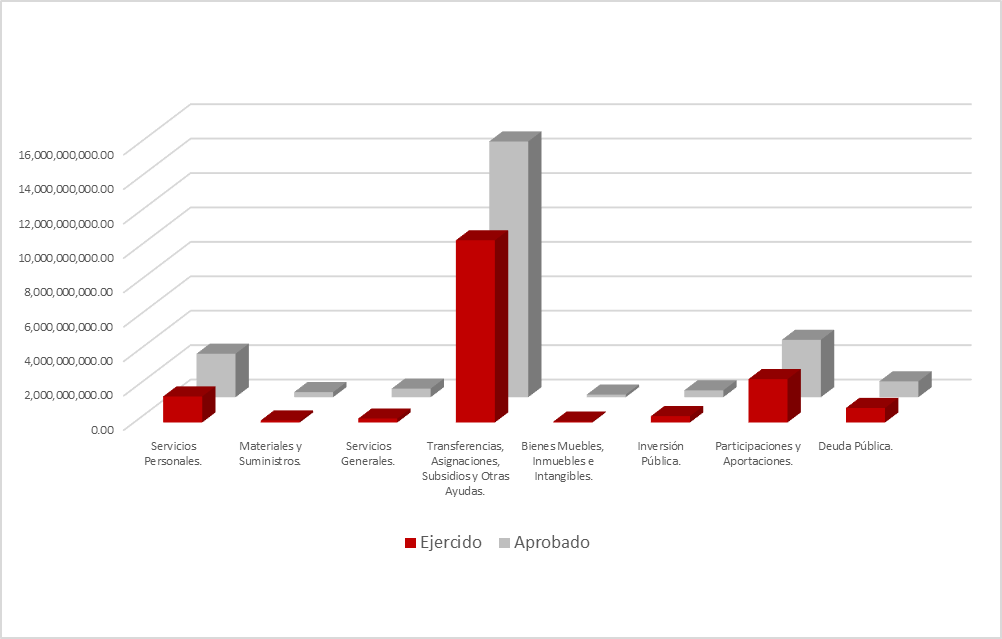 16,000,000,000.00
14,000,000,000.00
12,000,000,000.00
10,000,000,000.00
8,000,000,000.00
6,000,000,000.00
4,000,000,000.00
2,000,000,000.00
0.00
Servicios
Personales.
Materiales y
Suministros.
Servicios
Generales.
Transferencias,
Asignaciones,
Subsidios y Otras
Ayudas.
Bienes Muebles,
Inmuebles e
Intangibles.
Inversión
Pública.
Participaciones y
Aportaciones.
Deuda Pública.
Ejercido
Aprobado